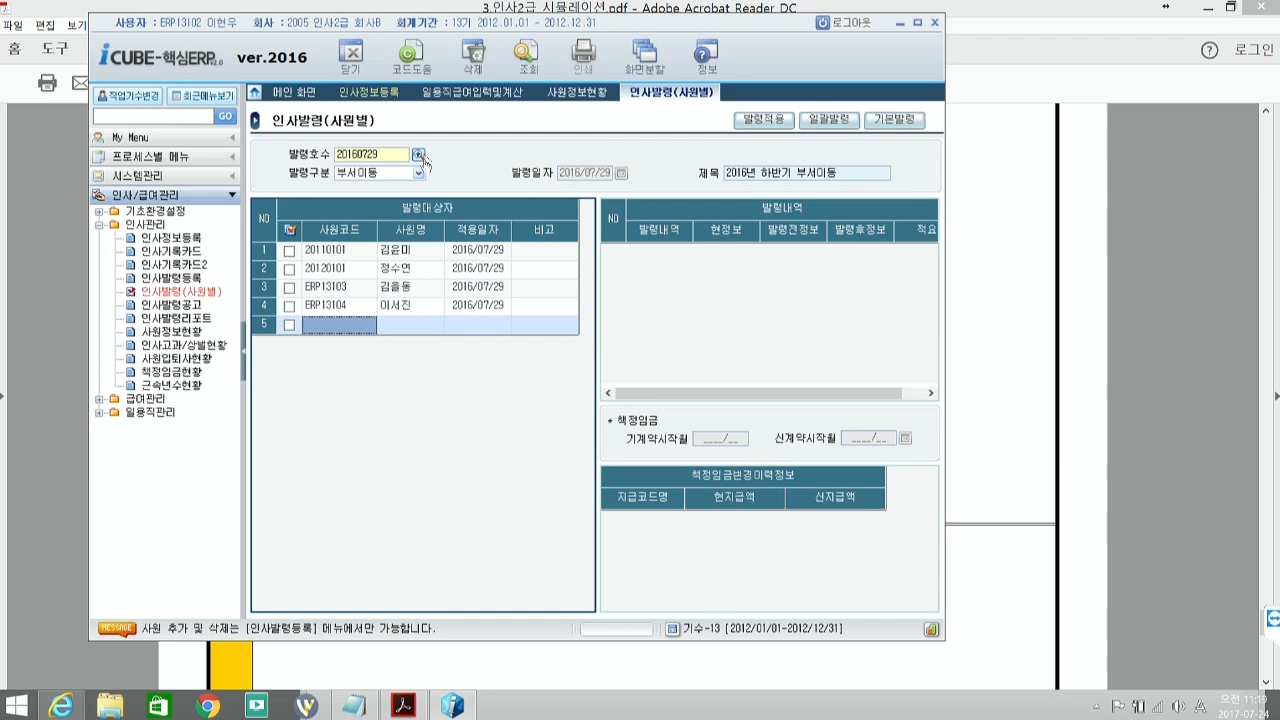 3.인사2급 시뮬레이션.pdf - Adobe Acrobat Reader DC
파일 편집 보기
홈 도구
로그인
사용자 : ERP13102 이현우 회사 : 2005 인사2급 회사B 회계기간 : 13기 2012.01.01 ~ 2012.12.31
로그아웃
iCUBE-핵심ERP2.0 ver.2016
닫기 코드도움 삭제 조회 인쇄 화면분할 정보
작업기수변경 최근메뉴보기
메인 화면 인사정보등록 일용직급여입력및계산 사원정보현황 인사발령(사원별)
GO
인사발령(사원별)
발령적용 일괄발령 기본발령
My Menu
프로세스별 메뉴
시스템관리
인사/급여관리
기초환경설정
인사관리
인사정보등록
인사기록카드
인사기록카드2
인사발령등록
인사발령(사원별)
인사발령공고
인사발령리포트
사원정보현황
인사고과/상벌현황
사원입퇴사현황
책정임금현황
근속년수현황
급여관리
일용직관리
발령호수 20160729
발령구분 부서이동 발령일자 2016/07/29 제목 2016년 하반기 부서이동
NO 발령대상자
사원코드 사원명 적용일자 비고
1 20110101 김윤미 2016/07/29
2 20120101 정수연 2016/07/29
3 ERP13103 김을동 2016/07/29
4 ERP13104 이서진 2016/07/29
5
NO 발령내역
발령내역 현정보 발령전정보 발령후정보 적요
* 책정임금
기계약시작월 ____/__ 신계약시작월 ____/__
책정임금변경이력정보
지급코드명 현지급액 신지급액
MESSAGE 사원 추가 및 삭제는 [인사발령등록] 메뉴에서만 가능합니다.
기수-13 [2012/01/01~2012/12/31]
A 오전 11:19
2017-07-24